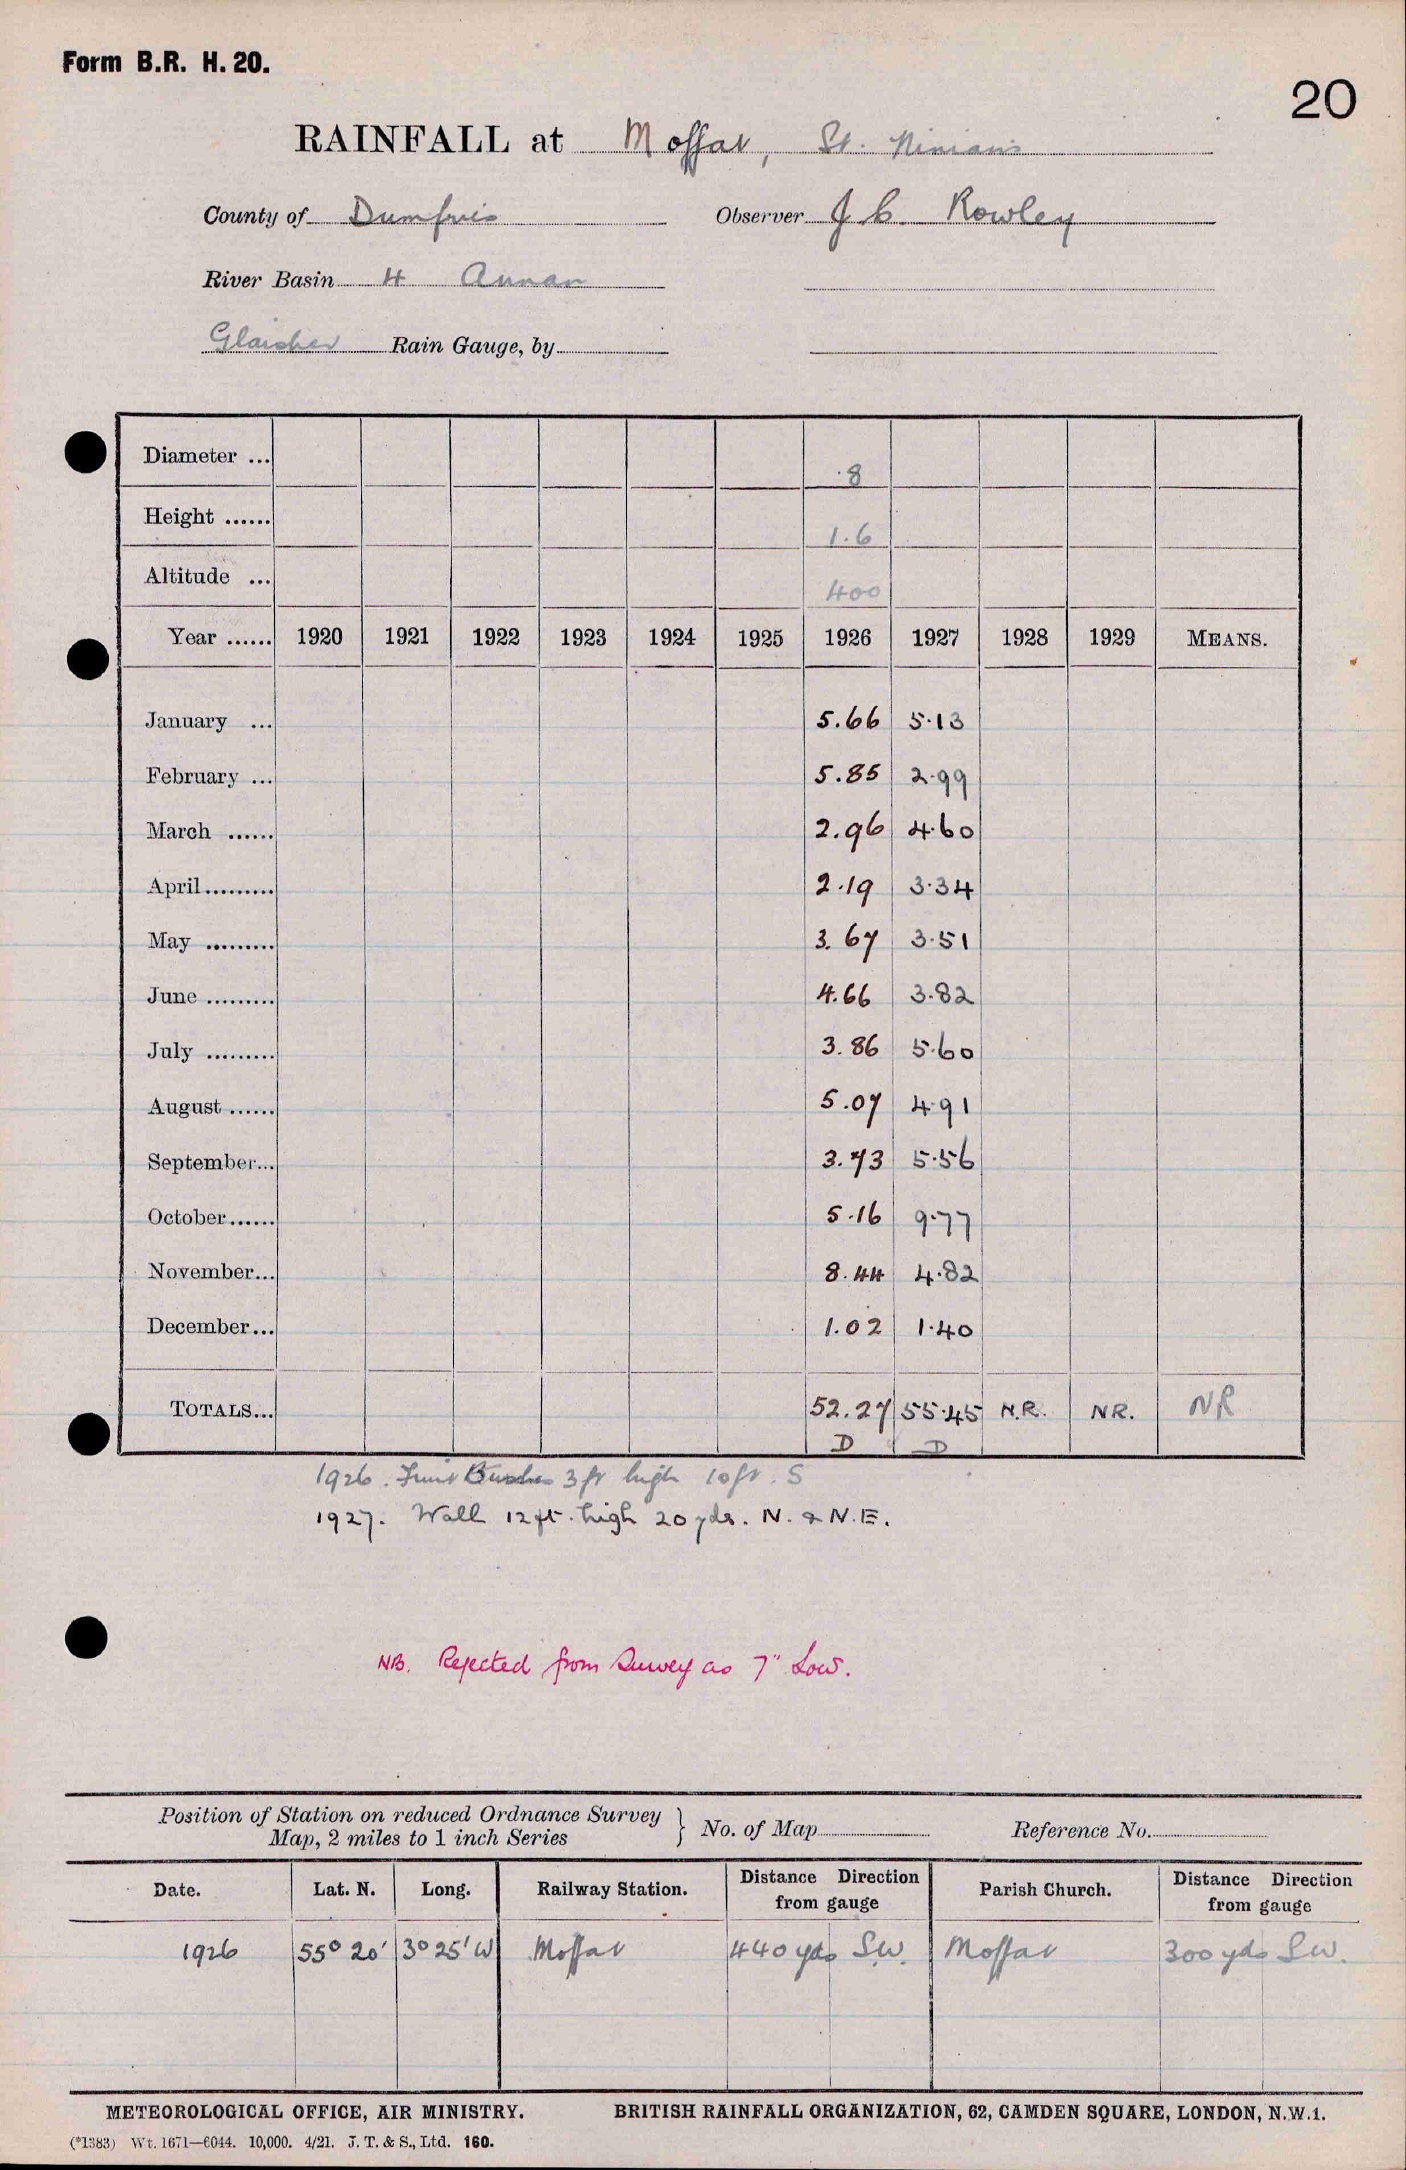 Form B.R. H. 20.
20
RAINFALL at Moffat, St. Ninians
County of Dumfries Observer J C Rowley
River Basin 4 Annan
Glaisher Rain Gauge, by
Diameter ... 8
Height ...... 1.6
Altitude ... 400
Year ...... 1920 1921 1922 1923 1924 1925 1926 1927 1928 1929 MEANS.
January ... 5.66 5.13
February ... 5.85 2.99
March ...... 2.96 4.60
April......... 2.19 3.34
May ......... 3.67 3.51
June ......... 4.66 3.82
July ......... 3.86 5.60
August ...... 5.07 4.91
September... 3.73 5.56
October...... 5.16 9.77
November... 8.44 4.82
December... 1.02 1.40
TOTALS... 52.27 55.45 N.R. NR. NR
D D
1926. Fruit Bushes 3 ft high 10 ft. S
1927. Wall 12 ft. high 20 yds. N. & N.E.
NB. Rejected from Survey as 7" Low.
Position of Station on reduced Ordnance Survey
Map, 2 miles to 1 inch Series } No. of Map Reference No.
Date. Lat. N. Long. Railway Station. Distance Direction from gauge Parish Church. Distance Direction from gauge
1926 55° 20' 3° 25' W Moffat 440 yds S.W. Moffat 300 yds S.W.
METEOROLOGICAL OFFICE, AIR MINISTRY. BRITISH RAINFALL ORGANIZATION, 62, CAMDEN SQUARE, LONDON, N.W.1.
(*1383) Wt. 1671—6044. 10,000. 4/21. J. T. & S., Ltd. 160.